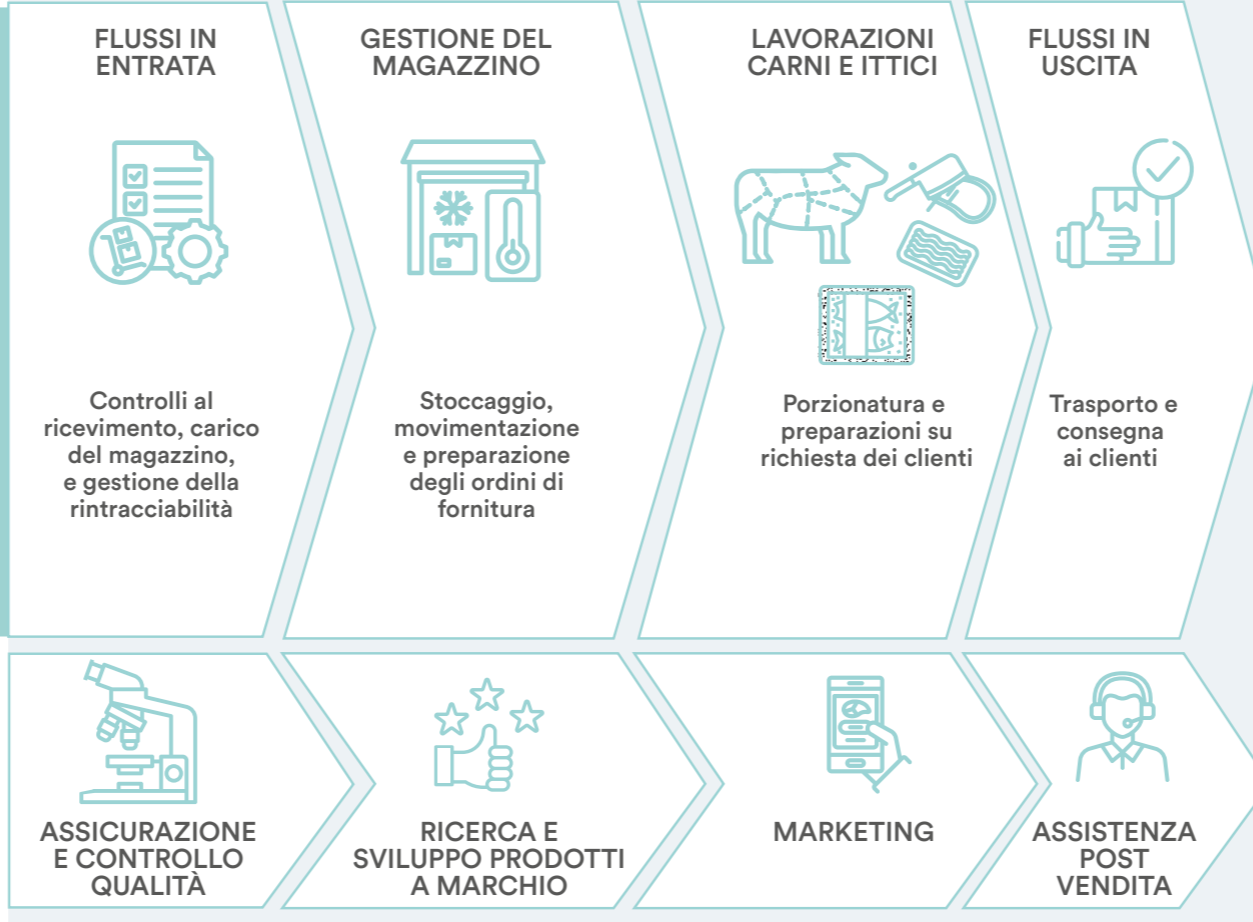 FLUSSI IN
ENTRATA
Controlli al
ricevimento, carico
del magazzino,
e gestione della
rintracciabilità
GESTIONE DEL
MAGAZZINO
Stoccaggio,
movimentazione
e preparazione
degli ordini di
fornitura
LAVORAZIONI
CARNI E ITTICI
Porzionatura e
preparazioni su
richiesta dei clienti
FLUSSI IN
USCITA
Trasporto e
consegna
ai clienti
ASSICURAZIONE
E CONTROLLO
QUALITÀ
RICERCA E
SVILUPPO PRODOTTI
A MARCHIO
MARKETING
ASSISTENZA
POST
VENDITA